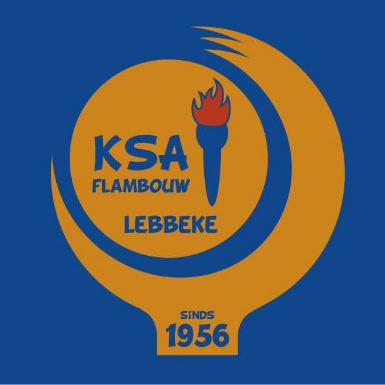 KSA
FLAMBOUW
LEBBEKE
SINDS
1956